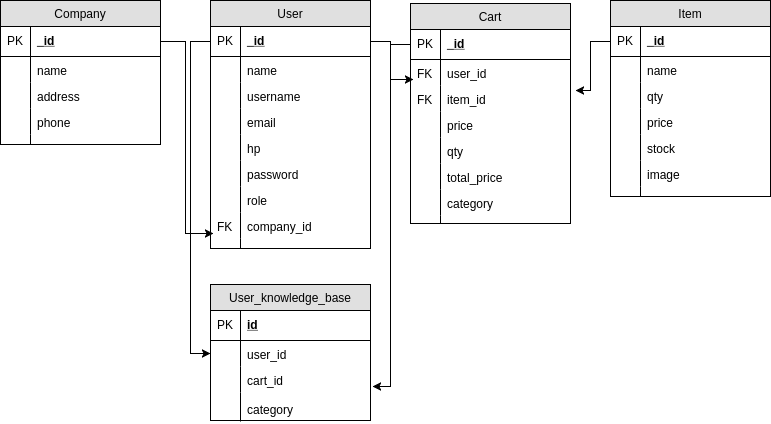 Company
PK _id
name
address
phone
User
PK _id
name
username
email
hp
password
role
FK company_id
Cart
PK _id
FK user_id
FK item_id
price
qty
total_price
category
Item
PK _id
name
qty
price
stock
image
User_knowledge_base
PK id
user_id
cart_id
category